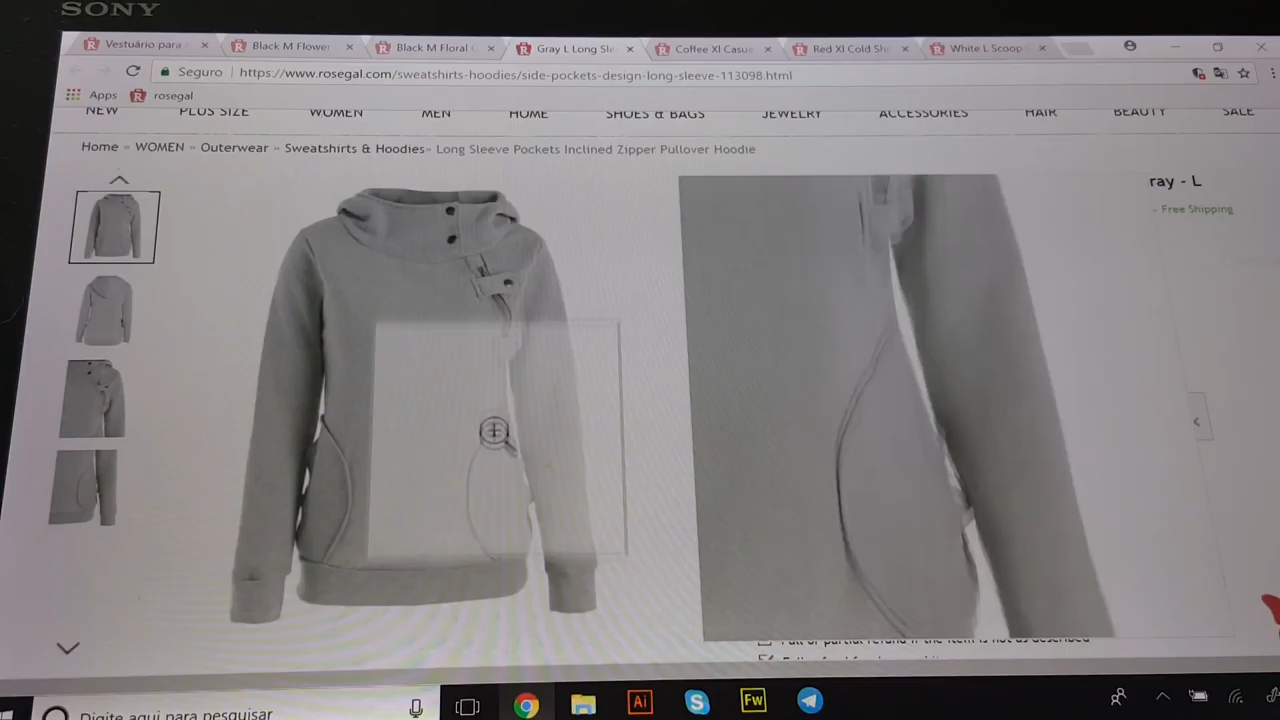 SONY
Vestuário para
Black M Flower
Black M Floral
Gray L Long Sle
Coffee Xl Casu
Red Xl Cold Sh
White L Scoop
Seguro
https://www.rosegal.com/sweatshirts-hoodies/side-pockets-design-long-sleeve-113098.html
Apps
rosegal
NEW PLUS SIZE WOMEN MEN HOME SHOES & BAGS JEWELRY ACCESSORIES HAIR BEAUTY SALE
Home » WOMEN » Outerwear » Sweatshirts & Hoodies» Long Sleeve Pockets Inclined Zipper Pullover Hoodie
ray - L
- Free Shipping
Full or partial refund if the item is not as described
Digite aqui para pesquisar
Ai
Fw